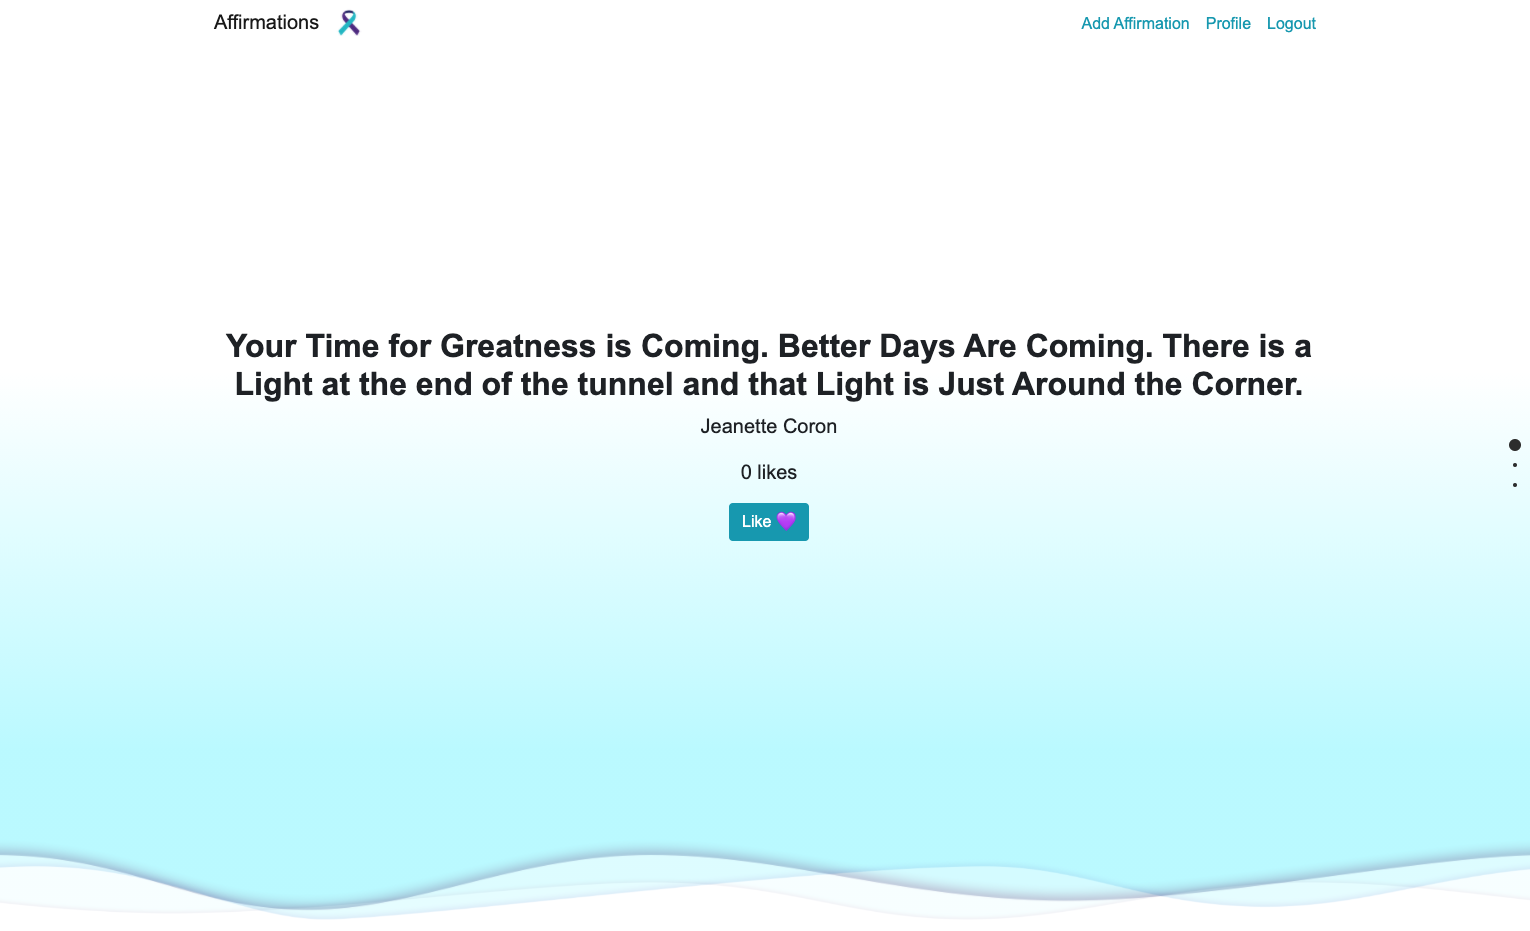 Affirmations
Add Affirmation Profile Logout
Your Time for Greatness is Coming. Better Days Are Coming. There is a
Light at the end of the tunnel and that Light is Just Around the Corner.
Jeanette Coron
0 likes
Like 💜